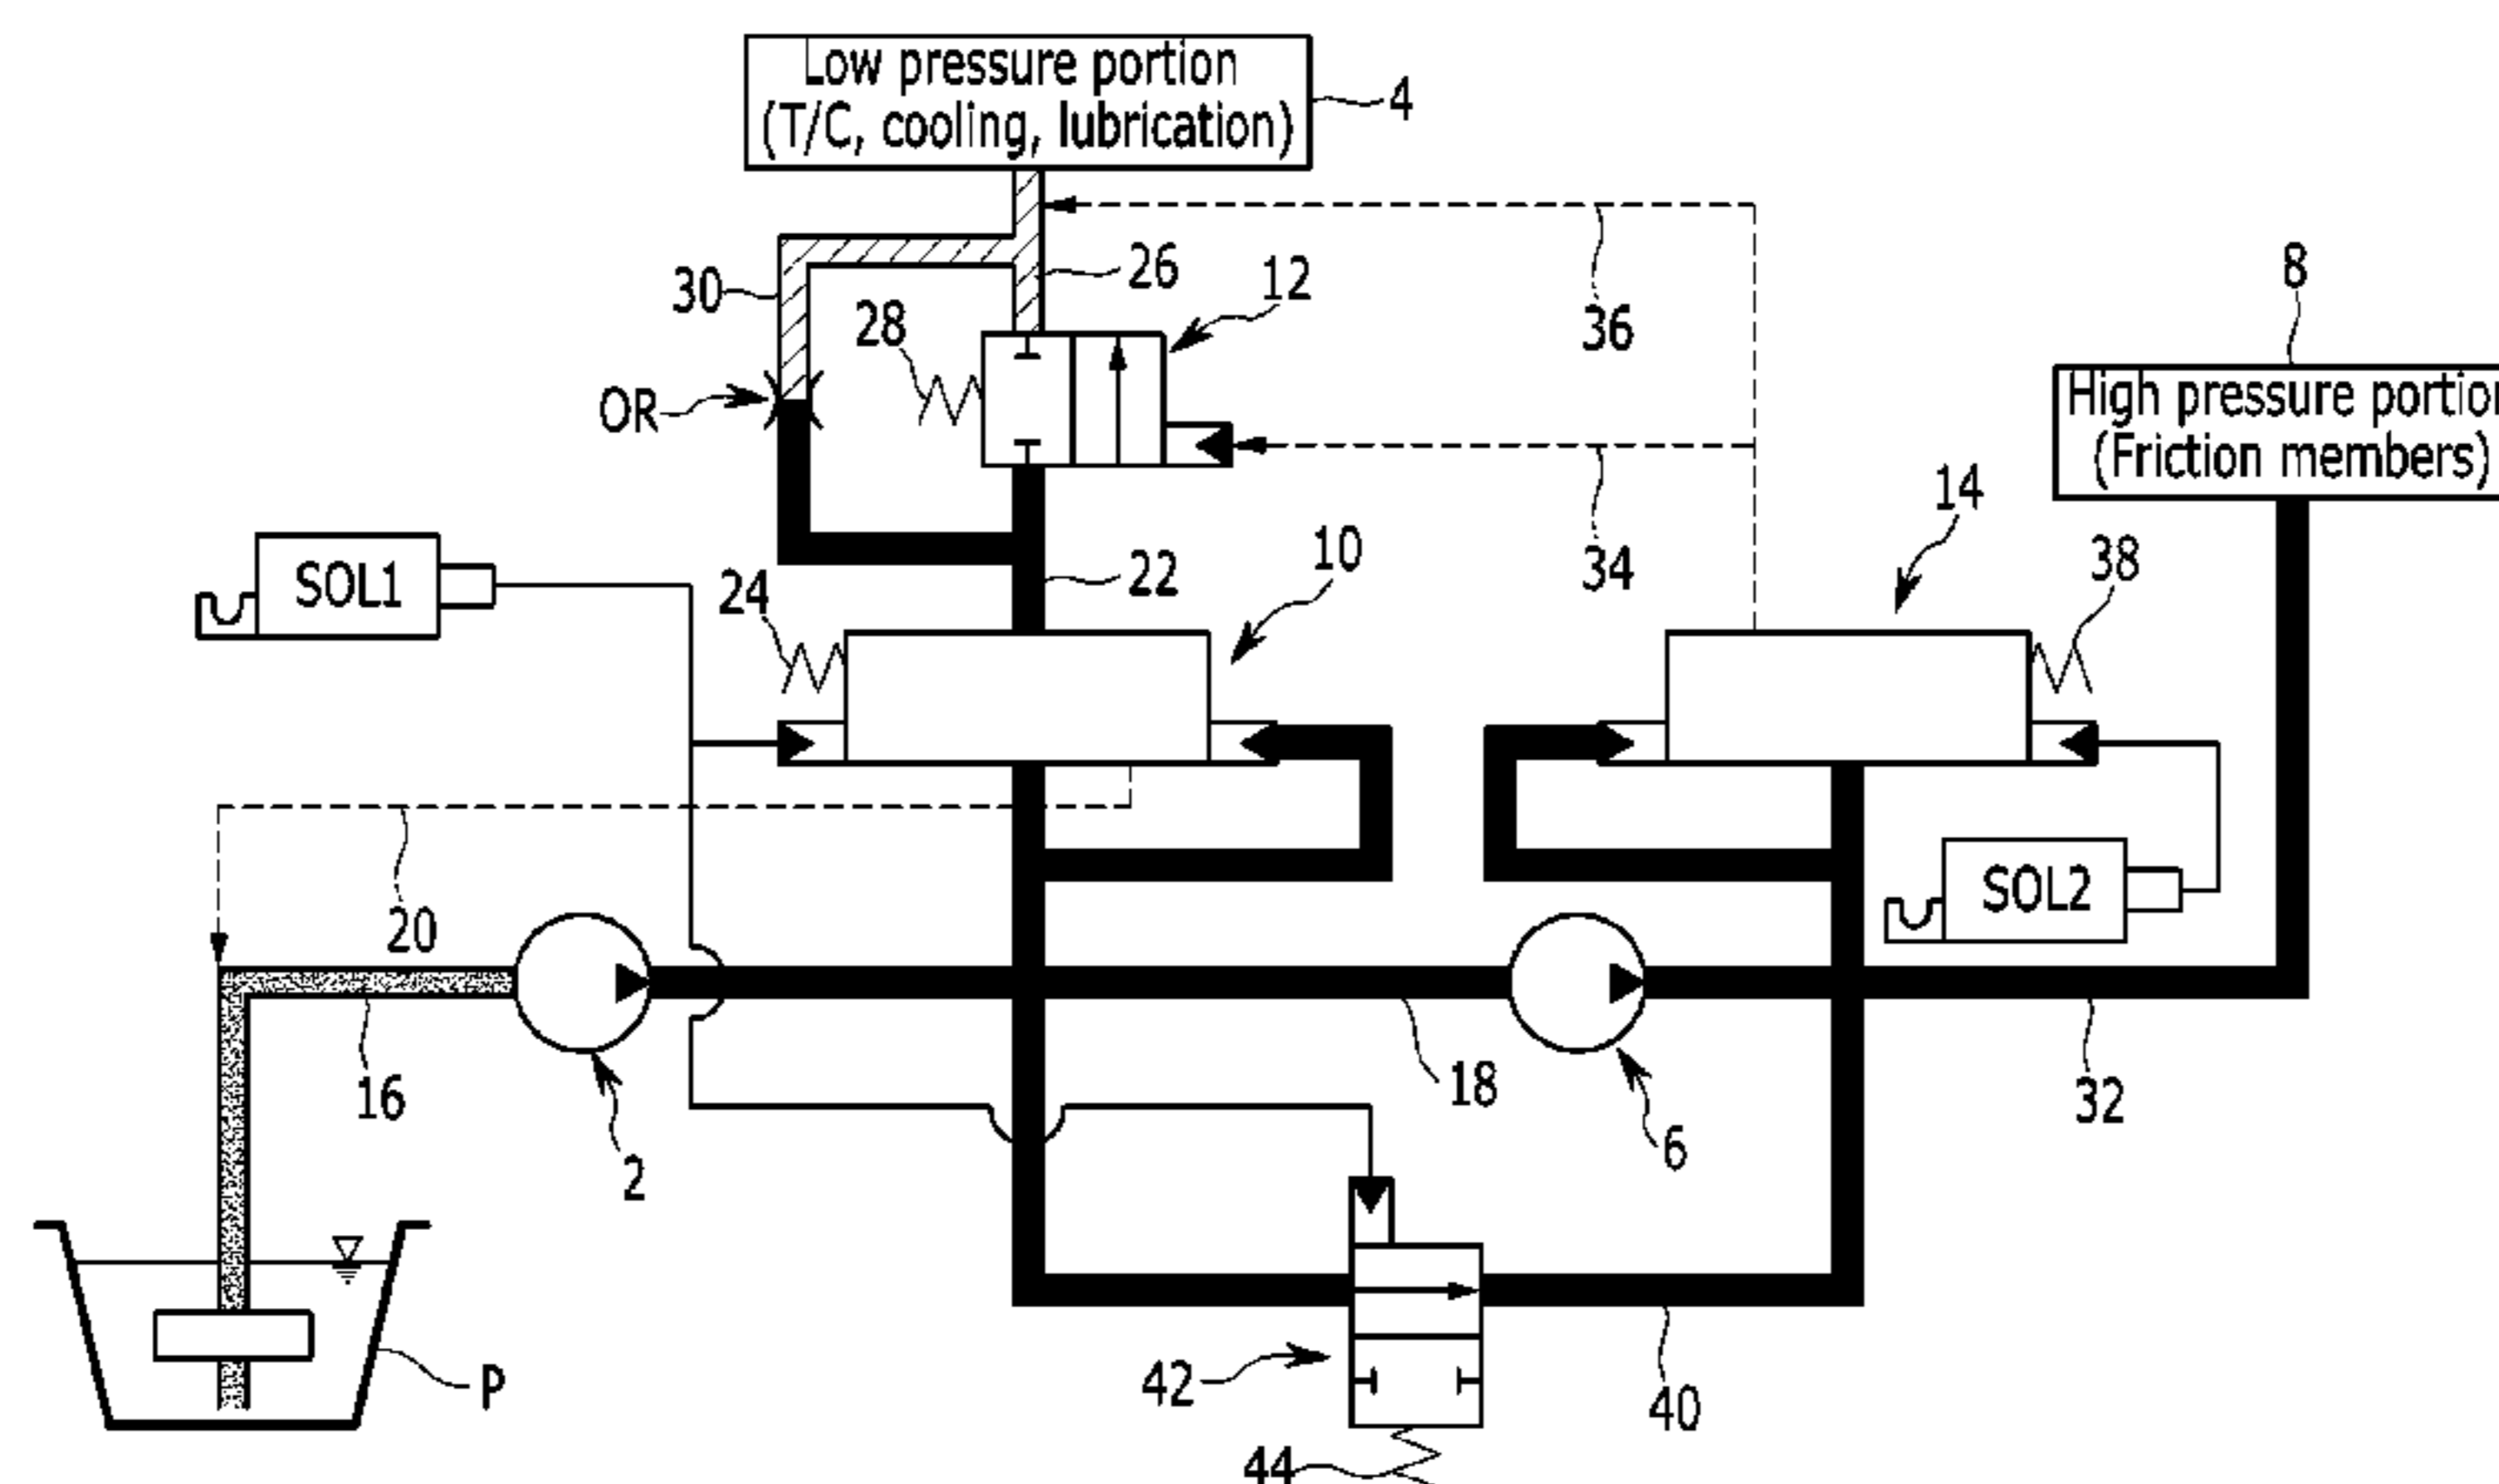 Low pressure portion
(T/C, cooling, lubrication)
4
26
12
8
30
28
36
High pressure portion
(Friction members)
OR
14
10
34
38
SOL1
22
24
SOL2
20
16
18
32
2
6
P
42
40
44